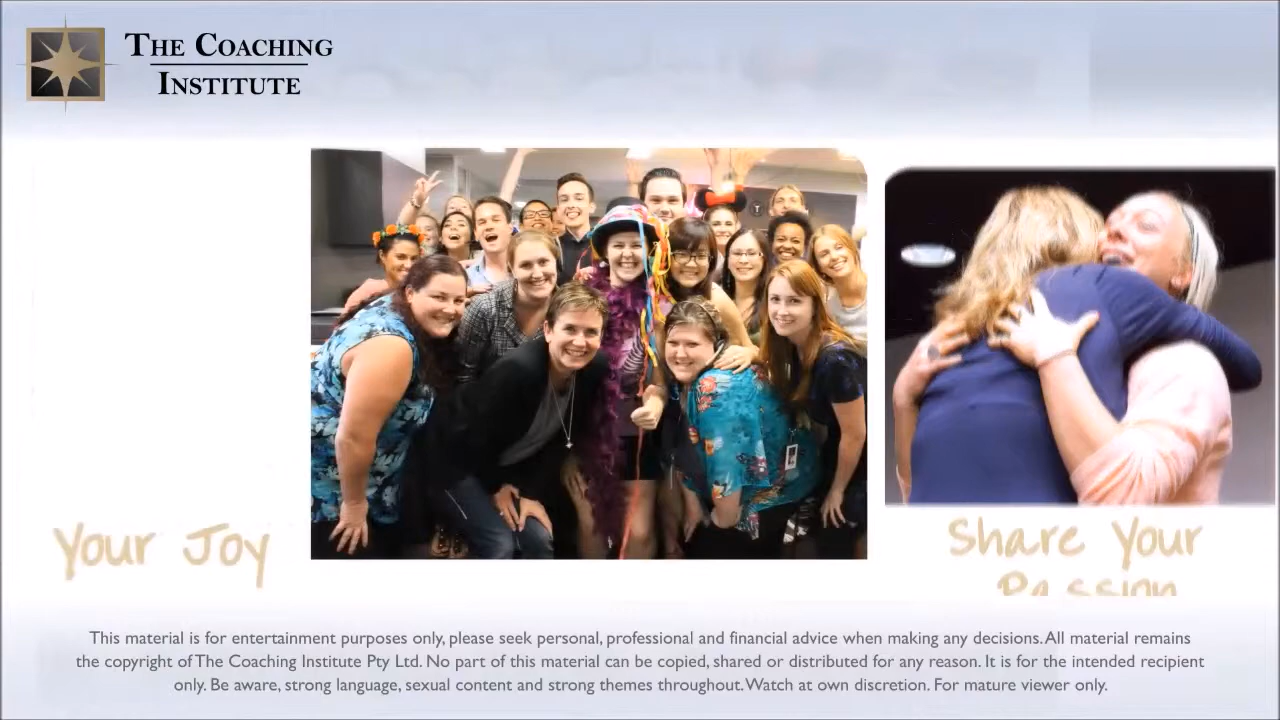 THE COACHING
INSTITUTE
Your Joy
Share Your
Passion
This material is for entertainment purposes only, please seek personal, professional and financial advice when making any decisions. All material remains
the copyright of The Coaching Institute Pty Ltd. No part of this material can be copied, shared or distributed for any reason. It is for the intended recipient
only. Be aware, strong language, sexual content and strong themes throughout. Watch at own discretion. For mature viewer only.